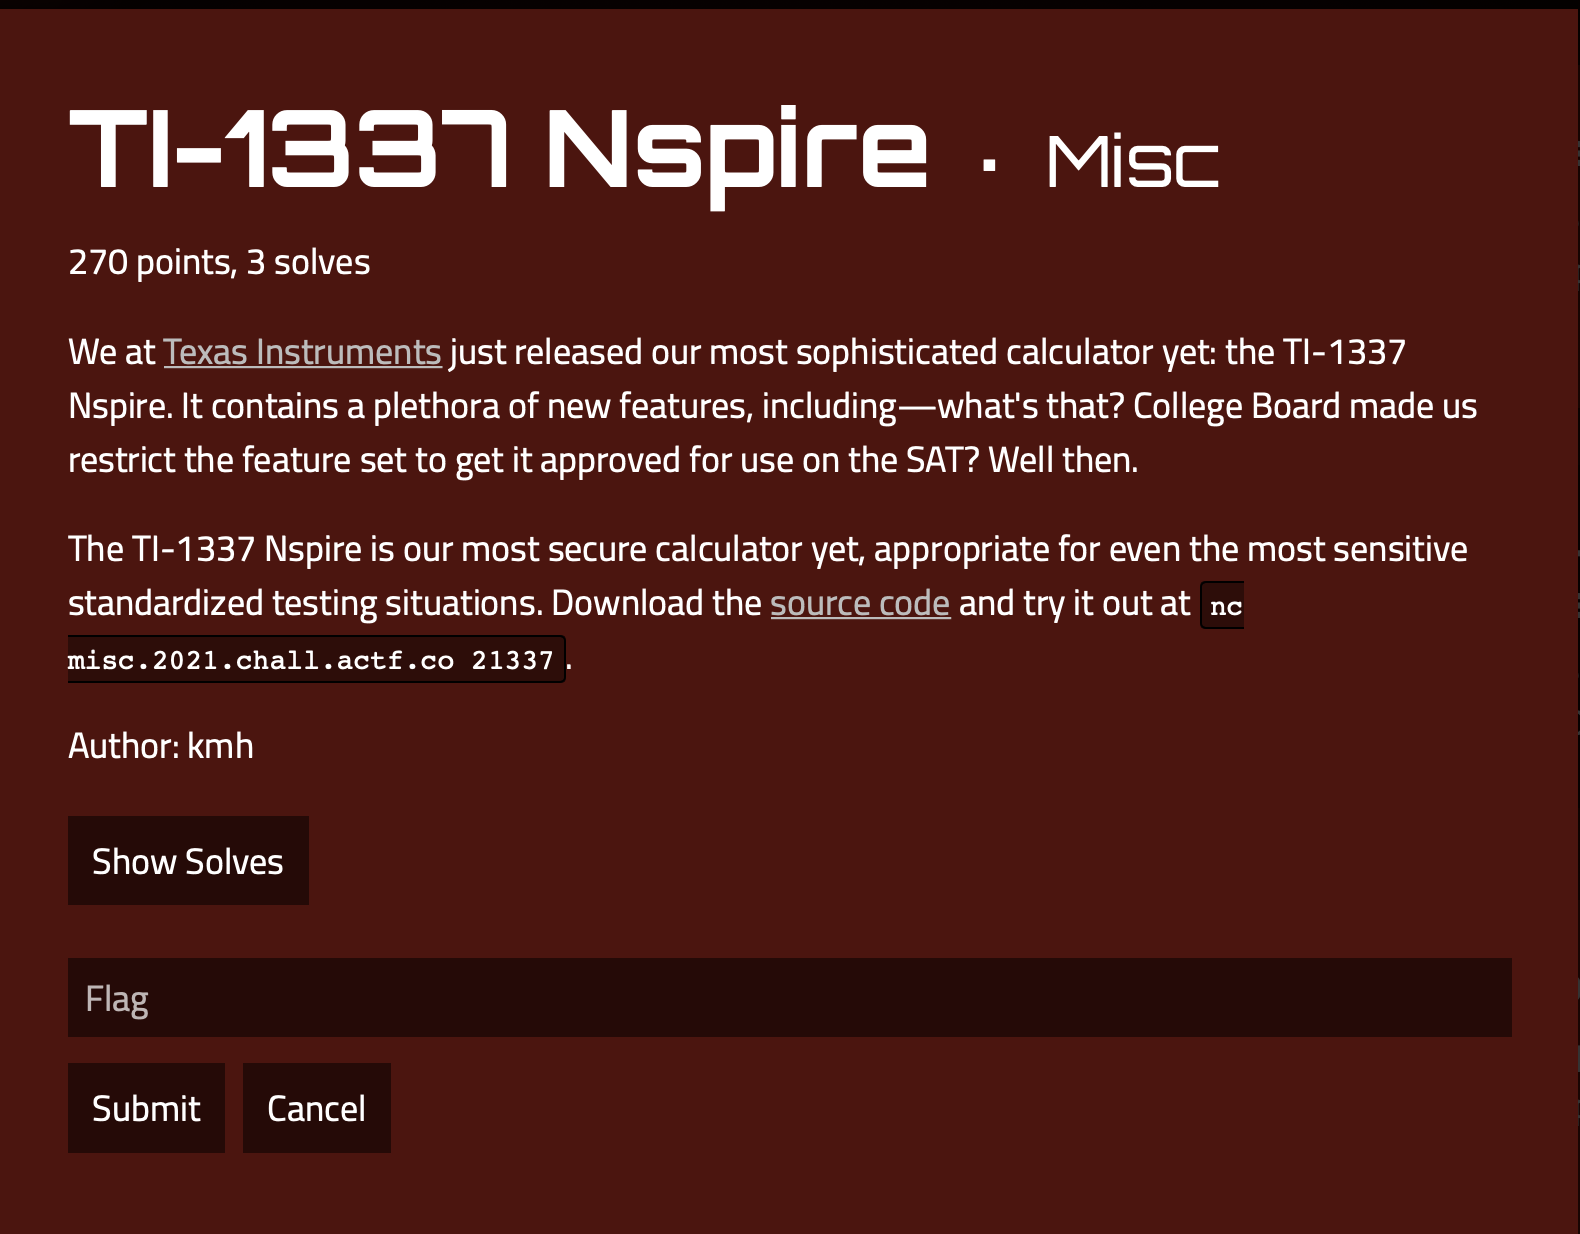 TI-1337 Nspire · Misc
270 points, 3 solves
We at Texas Instruments just released our most sophisticated calculator yet: the TI-1337
Nspire. It contains a plethora of new features, including—what's that? College Board made us
restrict the feature set to get it approved for use on the SAT? Well then.
The TI-1337 Nspire is our most secure calculator yet, appropriate for even the most sensitive
standardized testing situations. Download the source code and try it out at nc
misc.2021.chall.actf.co 21337.
Author: kmh
Show Solves
Flag
Submit Cancel